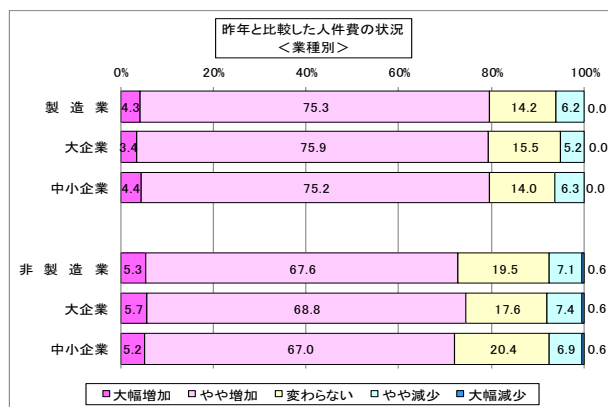 昨年と比較した人件費の状況
＜業種別＞
0% 20% 40% 60% 80% 100%
製造業 4.3 75.3 14.2 6.2 0.0
大企業 3.4 75.9 15.5 5.2 0.0
中小企業 4.4 75.2 14.0 6.3 0.0
非製造業 5.3 67.6 19.5 7.1 0.6
大企業 5.7 68.8 17.6 7.4 0.6
中小企業 5.2 67.0 20.4 6.9 0.6
大幅増加 やや増加 変わらない やや減少 大幅減少